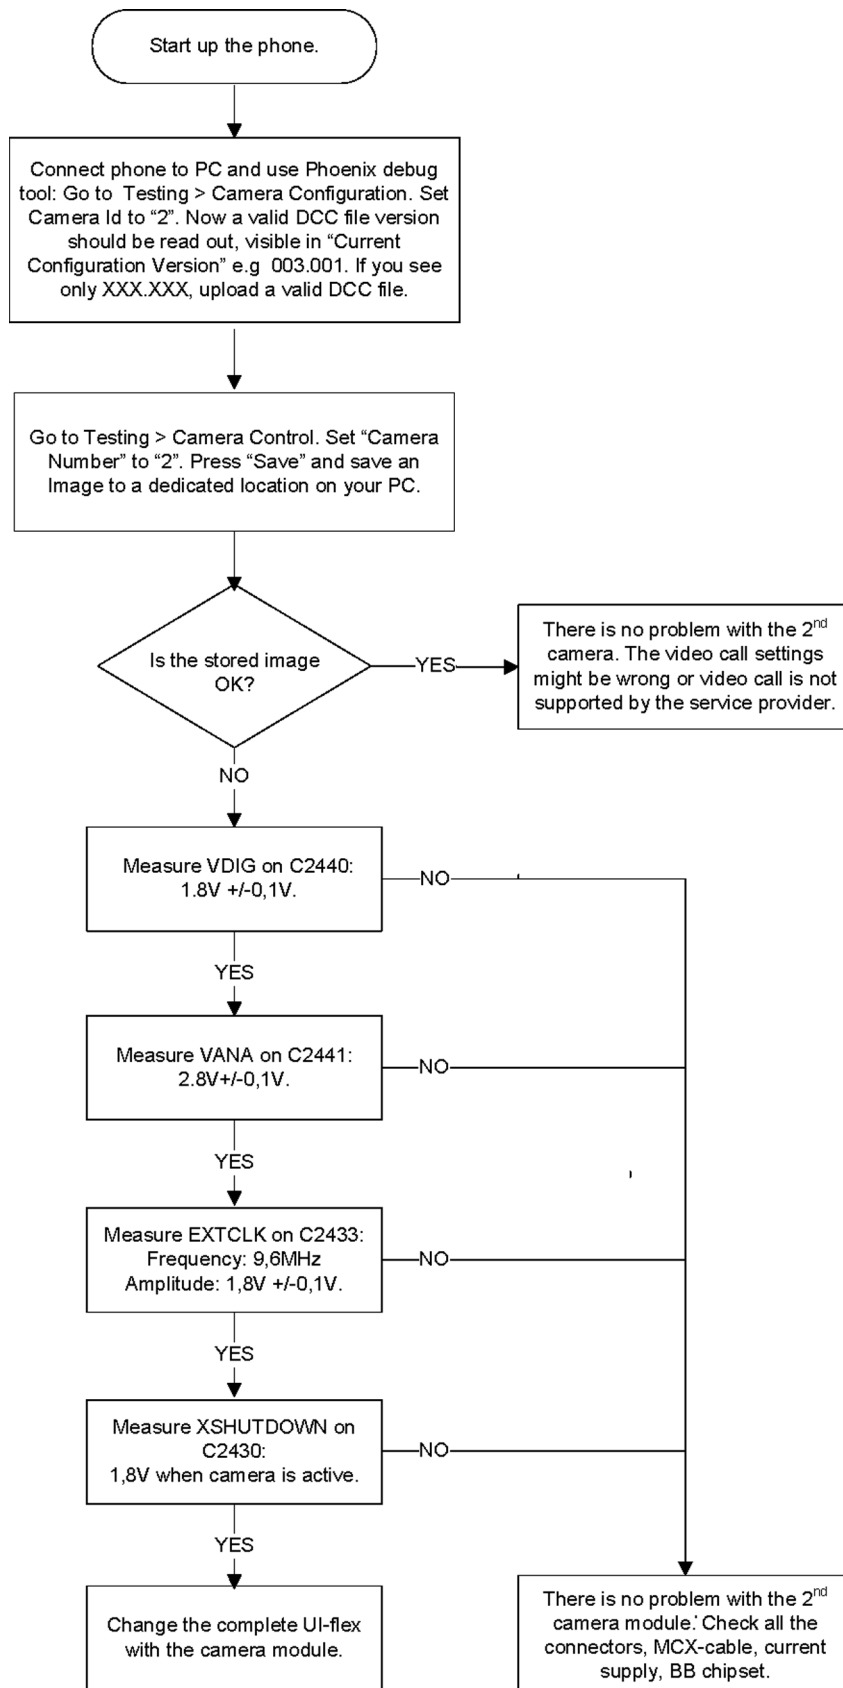 Start up the phone.
Connect phone to PC and use Phoenix debug
tool: Go to  Testing > Camera Configuration. Set
Camera Id to “2”. Now a valid DCC file version
should be read out, visible in “Current
Configuration Version” e.g  003.001. If you see
only XXX.XXX, upload a valid DCC file.
Go to Testing > Camera Control. Set “Camera
Number” to “2”. Press “Save” and save an
Image to a dedicated location on your PC.
Is the stored image
OK?
YES
There is no problem with the 2nd
camera. The video call settings
might be wrong or video call is not
supported by the service provider.
NO
Measure VDIG on C2440:
1.8V +/-0,1V.
NO
YES
Measure VANA on C2441:
2.8V+/-0,1V.
NO
YES
Measure EXTCLK on C2433:
Frequency: 9,6MHz
Amplitude: 1,8V +/-0,1V.
NO
YES
Measure XSHUTDOWN on
C2430:
1,8V when camera is active.
NO
YES
Change the complete UI-flex
with the camera module.
There is no problem with the 2nd
camera module. Check all the
connectors, MCX-cable, current
supply, BB chipset.